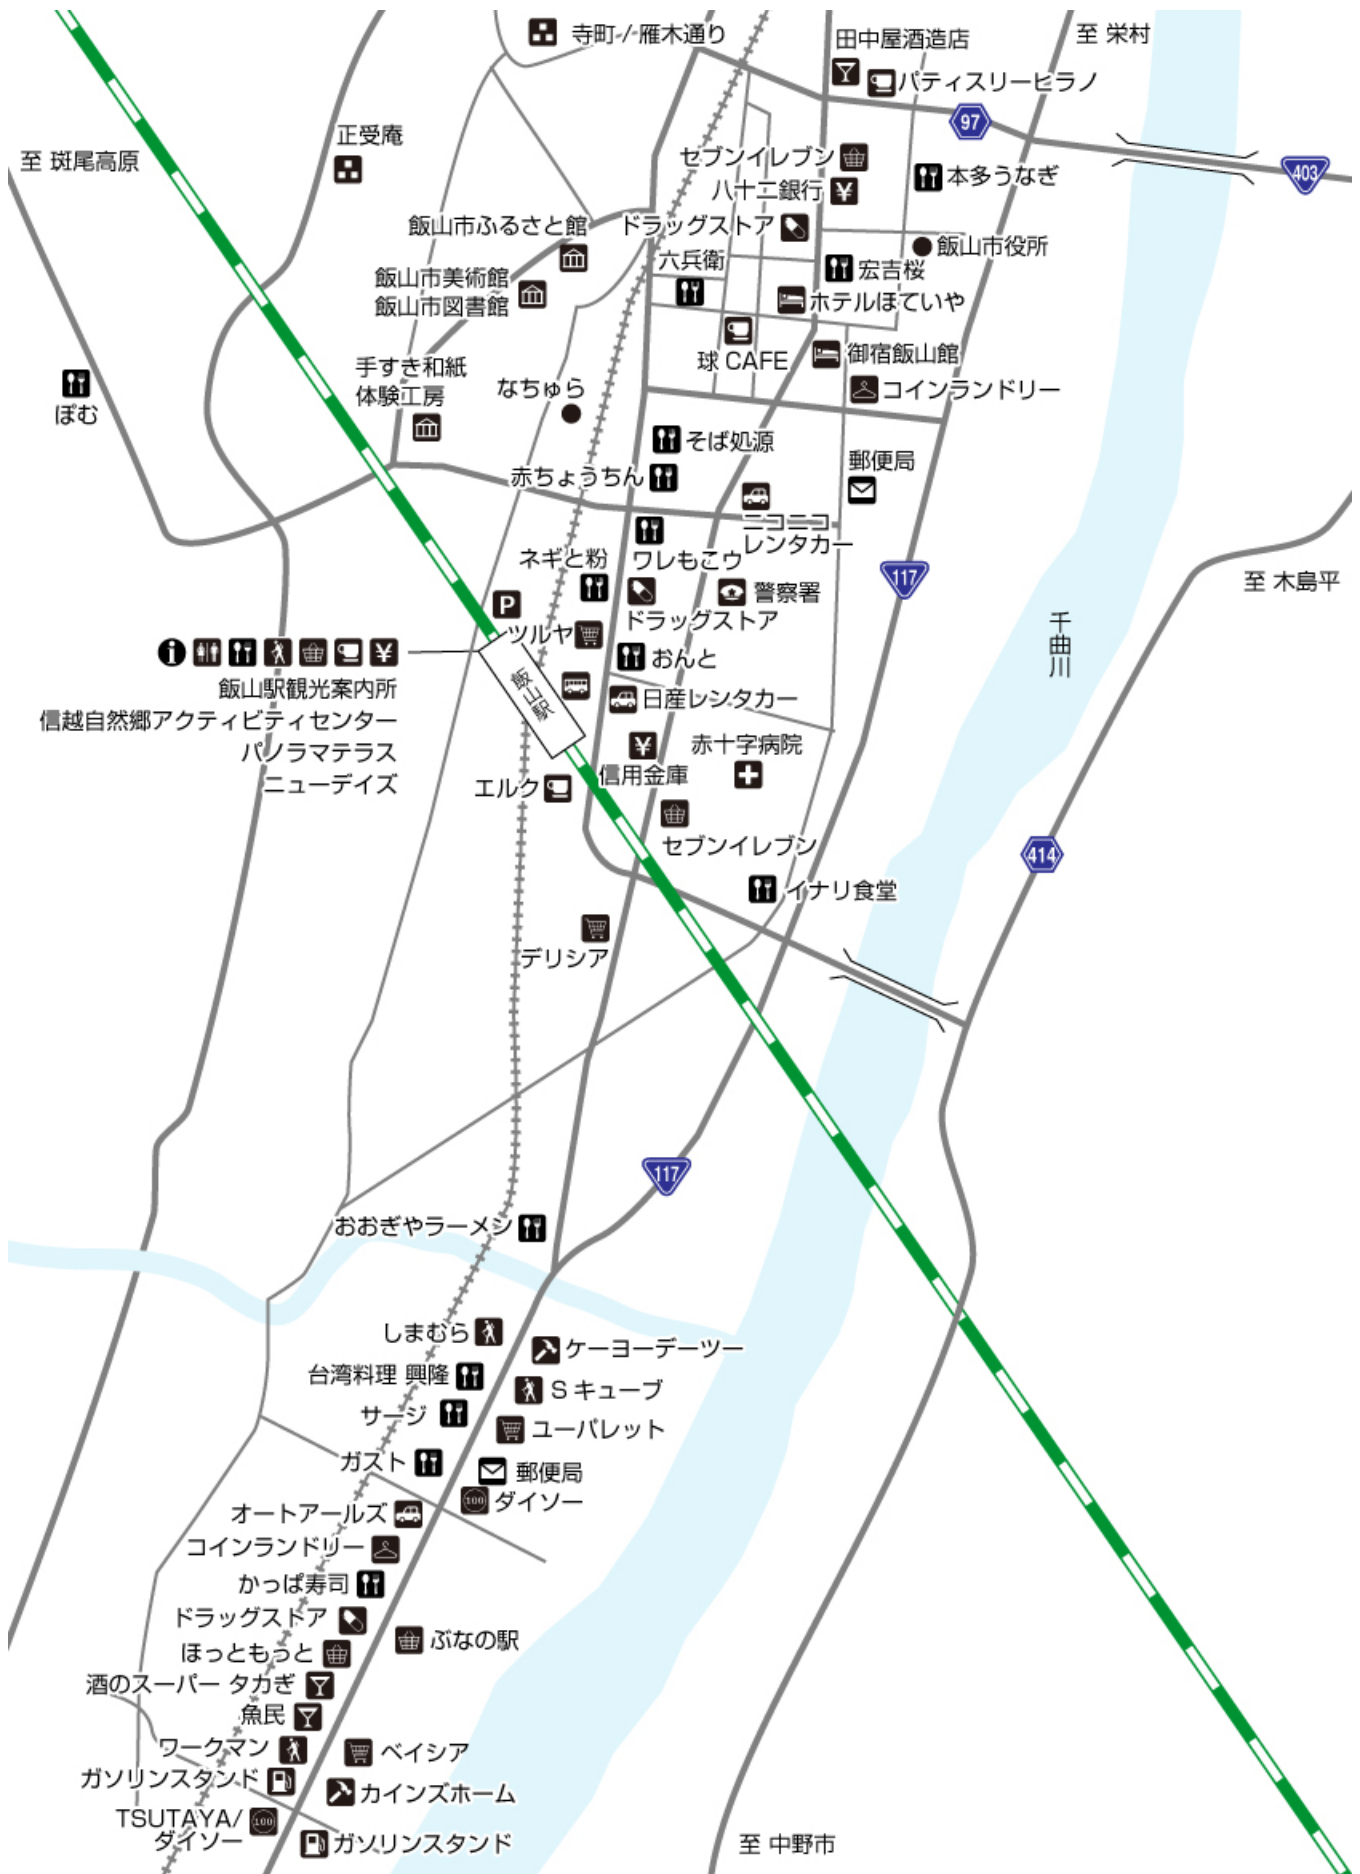 寺町/雁木通り
田中屋酒造店
至 栄村
パティスリーヒラノ
97
正受庵
至 斑尾高原
セブンイレブン
403
八十二銀行
本多うなぎ
飯山市ふるさと館
ドラッグストア
飯山市役所
六兵衛
宏吉桜
飯山市美術館
飯山市図書館
ホテルほていや
球 CAFE
御宿飯山館
手すき和紙
体験工房
なちゅら
コインランドリー
ぽむ
そば処源
赤ちょうちん
郵便局
ニコニコ
レンタカー
ネギと粉
ワレもこウ
117
至 木島平
警察署
P
ドラッグストア
ツルヤ
千曲川
おんと
飯山駅
飯山駅観光案内所
日産レンタカー
信越自然郷アクティビティセンター
パノラマテラス
ニューデイズ
赤十字病院
信用金庫
エルク
セブンイレブン
414
イナリ食堂
デリシア
117
おおぎやラーメン
しまむら
ケーヨーデーツー
台湾料理 興隆
Sキューブ
サージ
ユーパレット
ガスト
郵便局
100
ダイソー
オートアールズ
コインランドリー
かっぱ寿司
ドラッグストア
ぶなの駅
ほっともっと
酒のスーパー タカぎ
魚民
ワークマン
ベイシア
ガソリンスタンド
カインズホーム
TSUTAYA/
ダイソー
100
ガソリンスタンド
至 中野市